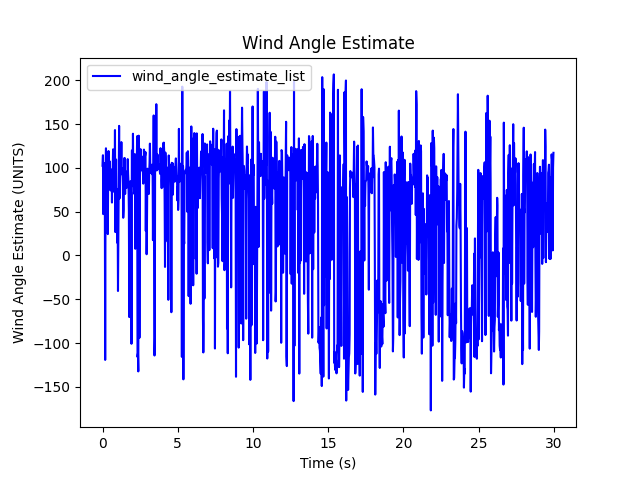 Wind Angle Estimate
wind_angle_estimate_list
Wind Angle Estimate (UNITS)
200
150
100
50
0
−50
−100
−150
0 5 10 15 20 25 30
Time (s)